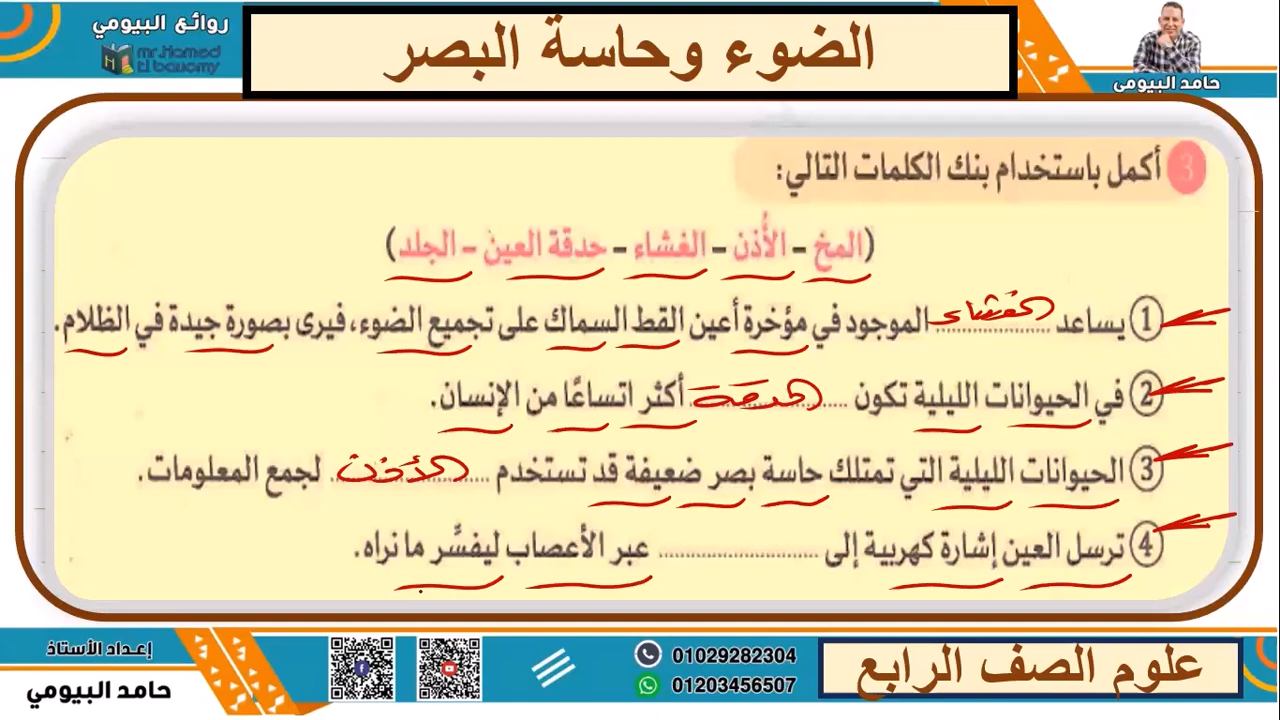 روائع البيومي
mr.Hamed
El baiomy
الضوء وحاسة البصر
حامد البيومى
3 أكمل باستخدام بنك الكلمات التالي:
(المخ – الأُذن – الغشاء – حدقة العين – الجلد)
1 يساعد الغشاء الموجود في مؤخرة أعين القط السماك على تجميع الضوء، فيرى بصورة جيدة في الظلام.
2 في الحيوانات الليلية تكون الحدقة أكثر اتساعًا من الإنسان.
3 الحيوانات الليلية التي تمتلك حاسة بصر ضعيفة قد تستخدم الأذن لجمع المعلومات.
4 ترسل العين إشارة كهربية إلى .................... عبر الأعصاب ليفسِّر ما نراه.
إعداد الأستاذ
حامد البيومي
01029282304
01203456507
علوم الصف الرابع